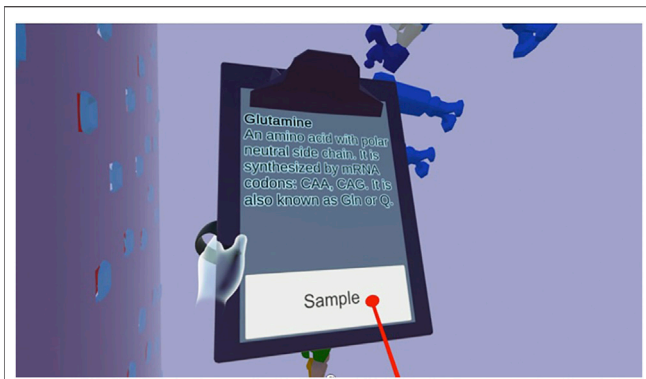 Glutamine
An amino acid with polar
neutral side chain. It is
synthesized by mRNA
codons: CAA, CAG. It is
also known as Gln or Q.
Sample